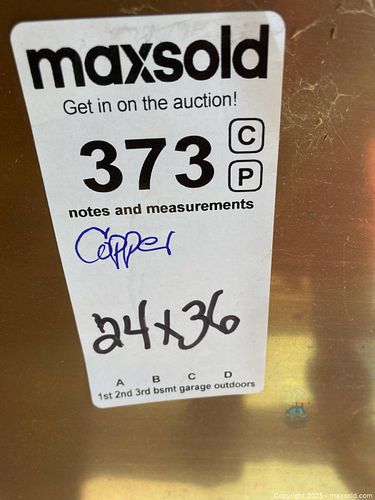 maxsold
Get in on the auction!
373 C
P
notes and measurements
Copper
24x36
A B C D
1st 2nd 3rd bsmt garage outdoors
Copyright 2025 - maxsold.com